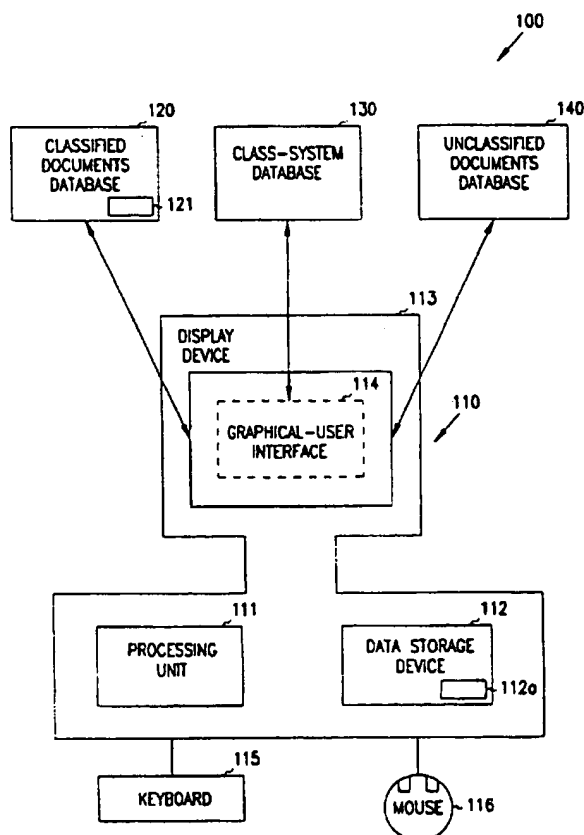 100
120
130
140
CLASSIFIED
DOCUMENTS
DATABASE
121
CLASS-SYSTEM
DATABASE
UNCLASSIFIED
DOCUMENTS
DATABASE
113
DISPLAY
DEVICE
114
GRAPHICAL-USER
INTERFACE
110
111
PROCESSING
UNIT
112
DATA STORAGE
DEVICE
112a
115
KEYBOARD
MOUSE
116